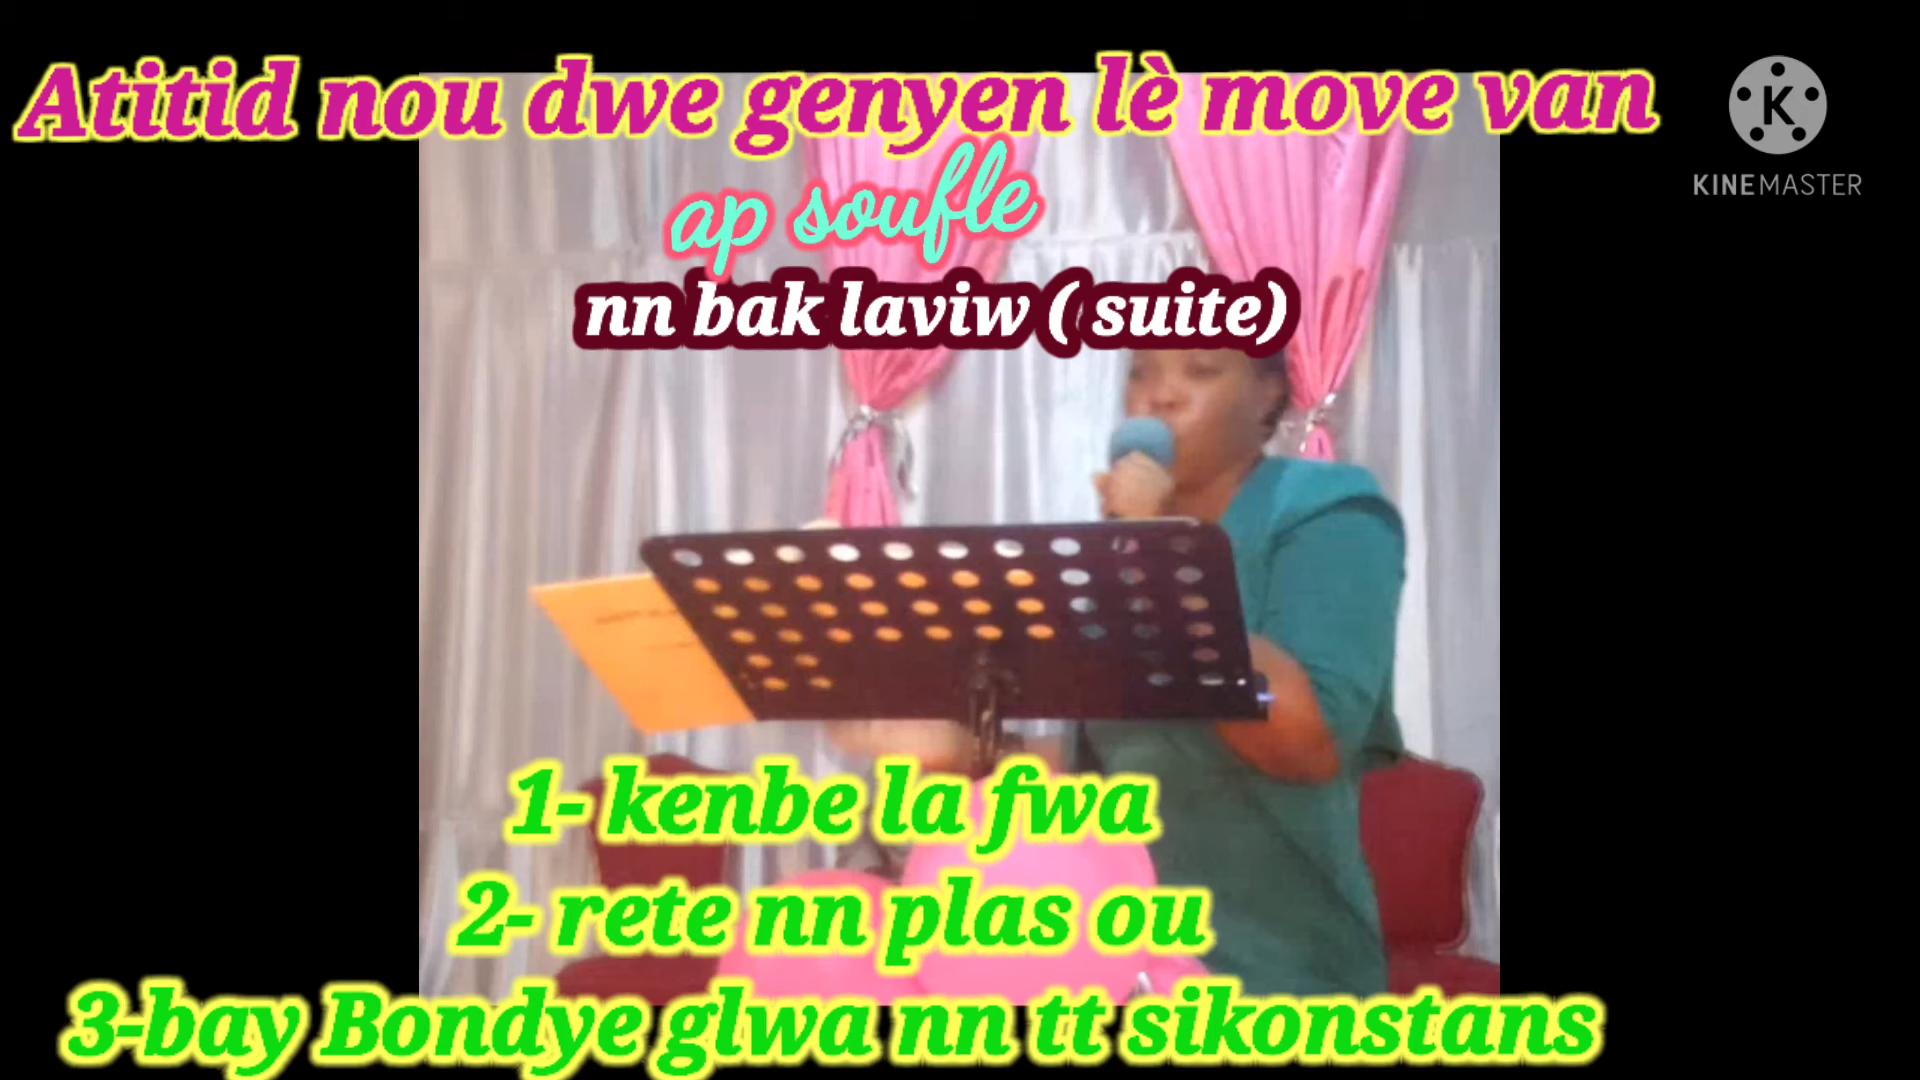 Atitid nou dwe genyen lè move van
ap soufle
nn bak laviw ( suite)
K
KINEMASTER
1- kenbe la fwa
2- rete nn plas ou
3-bay Bondye glwa nn tt sikonstans